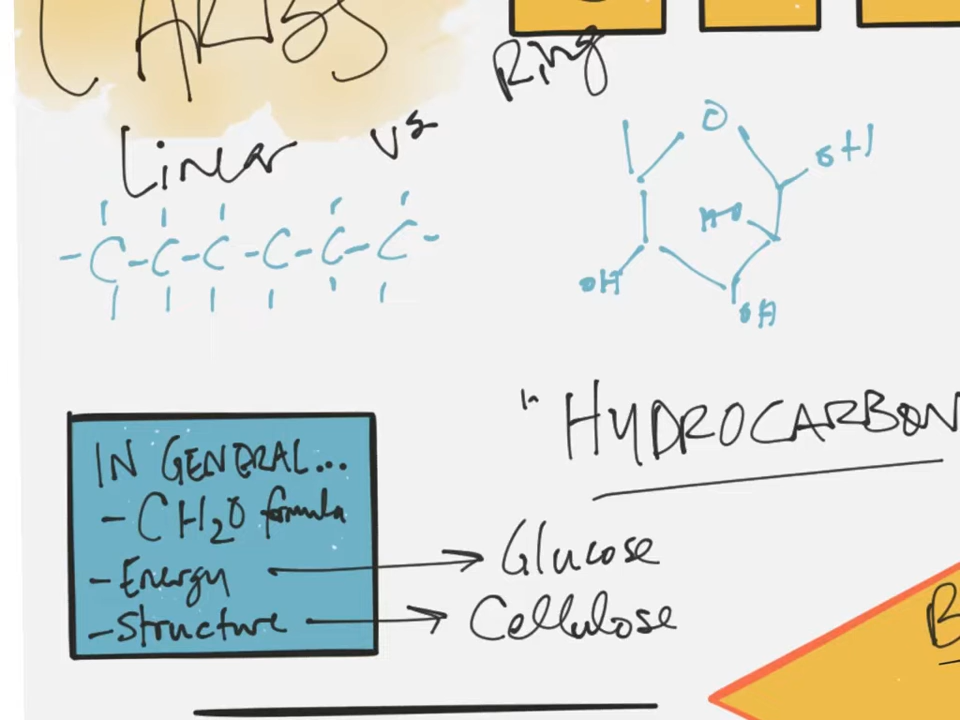 CARBS
Ring
Linear vs
O
OH
HO
- C - C - C - C - C - C -
OH
OH
"HYDROCARBON
IN GENERAL...
- CH2O formula
- Energy → Glucose
- Structure → Cellulose
B